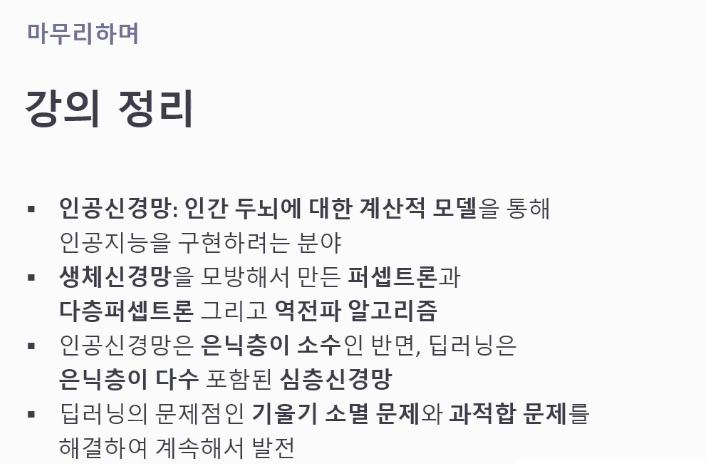 마무리하며
강의 정리
▪ 인공신경망: 인간 두뇌에 대한 계산적 모델을 통해
인공지능을 구현하려는 분야
▪ 생체신경망을 모방해서 만든 퍼셉트론과
다층퍼셉트론 그리고 역전파 알고리즘
▪ 인공신경망은 은닉층이 소수인 반면, 딥러닝은
은닉층이 다수 포함된 심층신경망
▪ 딥러닝의 문제점인 기울기 소멸 문제와 과적합 문제를
해결하여 계속해서 발전